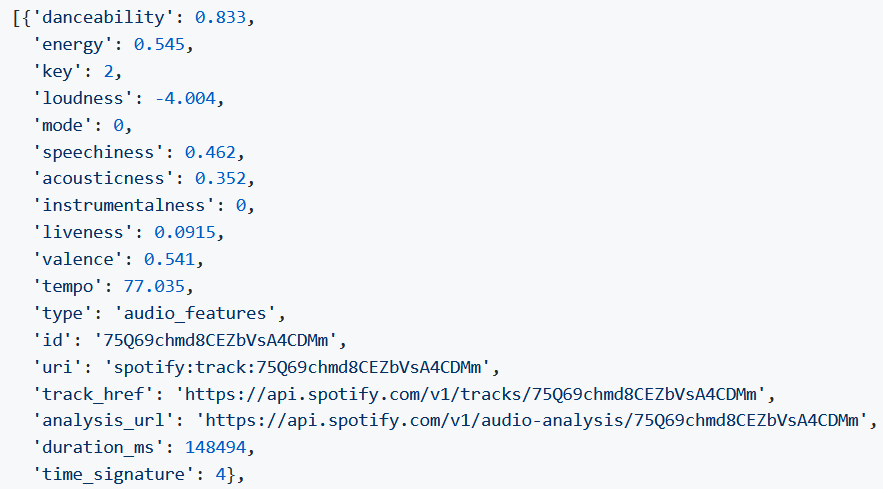 [{'danceability': 0.833,
'energy': 0.545,
'key': 2,
'loudness': -4.004,
'mode': 0,
'speechiness': 0.462,
'acousticness': 0.352,
'instrumentalness': 0,
'liveness': 0.0915,
'valence': 0.541,
'tempo': 77.035,
'type': 'audio_features',
'id': '75Q69chmd8CEZbVsA4CDMm',
'uri': 'spotify:track:75Q69chmd8CEZbVsA4CDMm',
'track_href': 'https://api.spotify.com/v1/tracks/75Q69chmd8CEZbVsA4CDMm',
'analysis_url': 'https://api.spotify.com/v1/audio-analysis/75Q69chmd8CEZbVsA4CDMm',
'duration_ms': 148494,
'time_signature': 4},